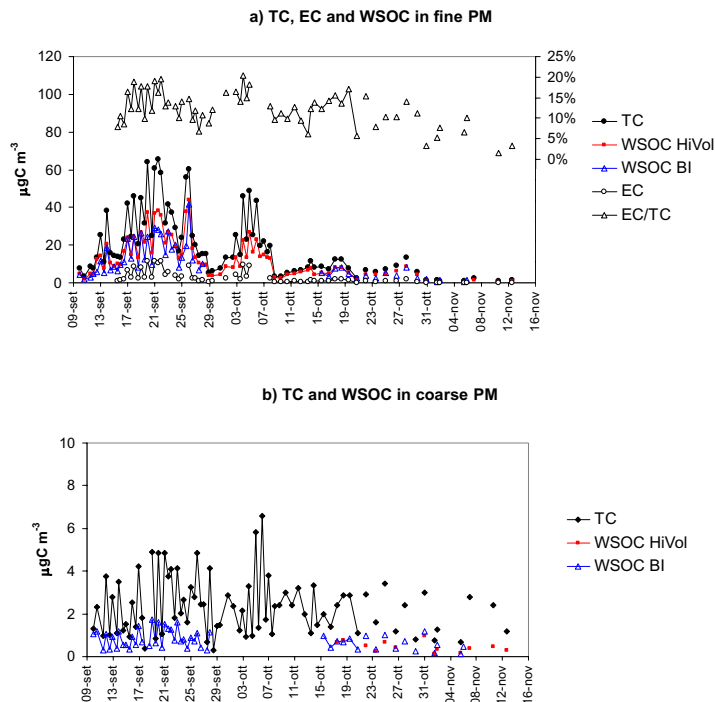 a) TC, EC and WSOC in fine PM
120
100
80
60
40
20
0
µgC m-3
25%
20%
15%
10%
5%
0%
TC
WSOC HiVol
WSOC BI
EC
EC/TC
09-set
13-set
17-set
21-set
25-set
29-set
03-ott
07-ott
11-ott
15-ott
19-ott
23-ott
27-ott
31-ott
04-nov
08-nov
12-nov
16-nov
b) TC and WSOC in coarse PM
10
8
6
4
2
0
µgC m-3
TC
WSOC HiVol
WSOC BI
09-set
13-set
17-set
21-set
25-set
29-set
03-ott
07-ott
11-ott
15-ott
19-ott
23-ott
27-ott
31-ott
04-nov
08-nov
12-nov
16-nov